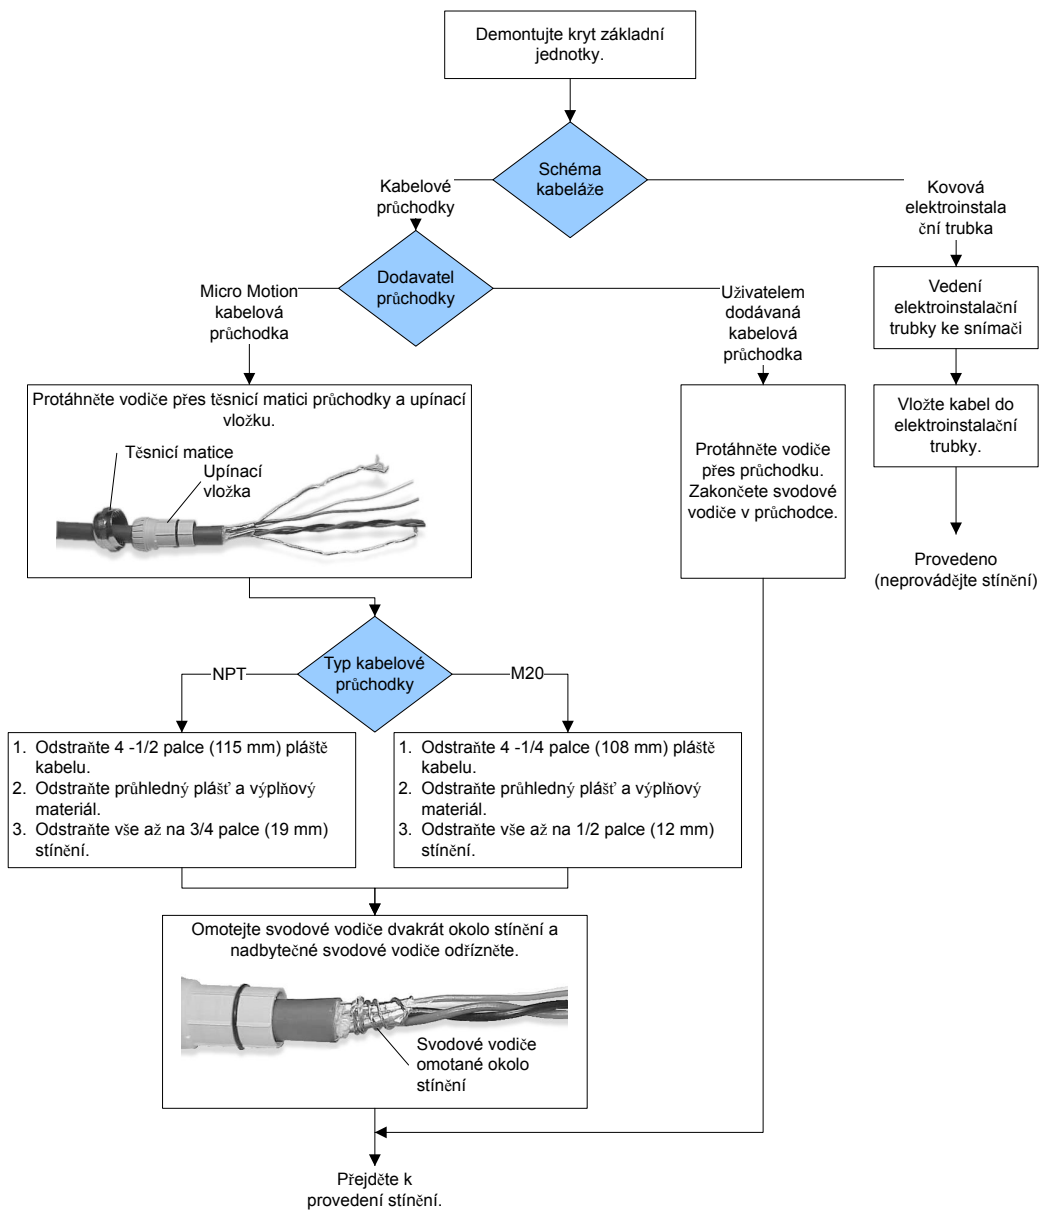 Demontujte kryt základní
jednotky.
Schéma
kabeláže
Kabelové
průchodky
Kovová
elektroinstala
ční trubka
Dodavatel
průchodky
Micro Motion
kabelová
průchodka
Uživatelem
dodávaná
kabelová
průchodka
Vedení
elektroinstalační
trubky ke snímači
Vložte kabel do
elektroinstalační
trubky.
Provedeno
(neprovádějte stínění)
Protáhněte vodiče přes těsnicí matici průchodky a upínací
vložku.
Těsnicí matice
Upínací
vložka
Protáhněte vodiče
přes průchodku.
Zakončete svodové
vodiče v průchodce.
Typ kabelové
průchodky
NPT
M20
1. Odstraňte 4 -1/2 palce (115 mm) pláště
kabelu.
2. Odstraňte průhledný plášť a výplňový
materiál.
3. Odstraňte vše až na 3/4 palce (19 mm)
stínění.
1. Odstraňte 4 -1/4 palce (108 mm) pláště
kabelu.
2. Odstraňte průhledný plášť a výplňový
materiál.
3. Odstraňte vše až na 1/2 palce (12 mm)
stínění.
Omotejte svodové vodiče dvakrát okolo stínění a
nadbytečné svodové vodiče odřízněte.
Svodové vodiče
omotané okolo
stínění
Přejděte k
provedení stínění.